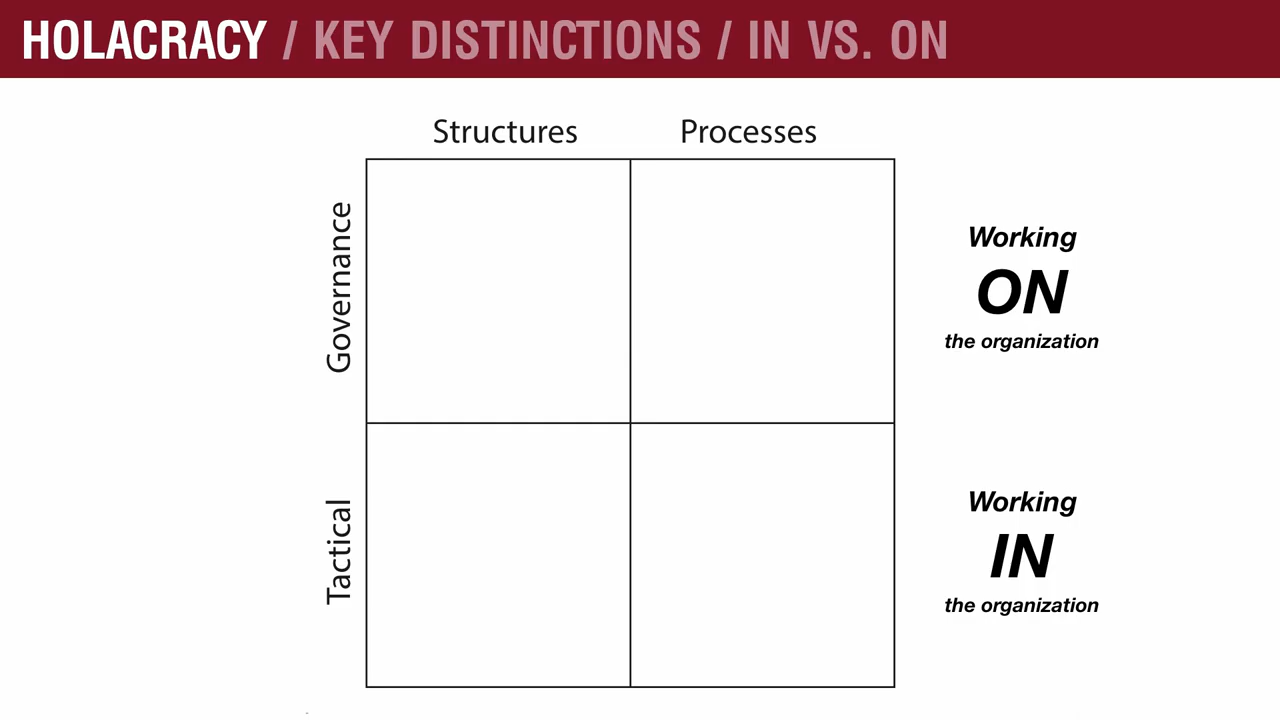 HOLACRACY / KEY DISTINCTIONS / IN VS. ON
Structures Processes
Governance
Working
ON
the organization
Tactical
Working
IN
the organization